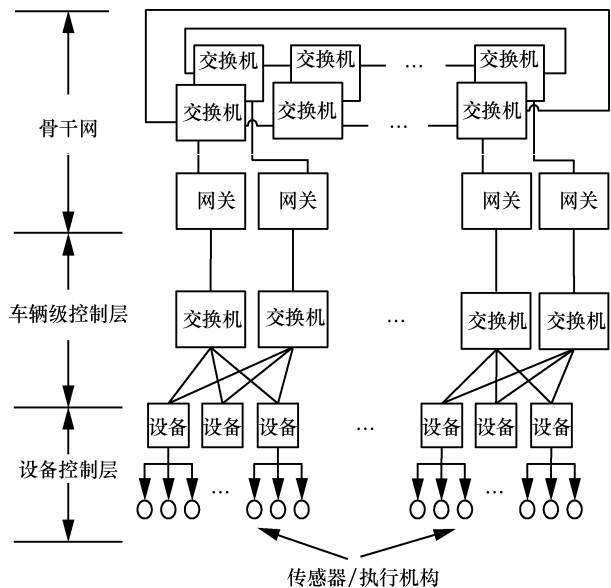 交换机 交换机 … 交换机
交换机 交换机 … 交换机
骨干网
网关 网关 网关 网关
车辆级控制层
交换机 交换机 … 交换机 交换机
设备 设备 设备 … 设备 设备 设备
设备控制层
… …
传感器/执行机构